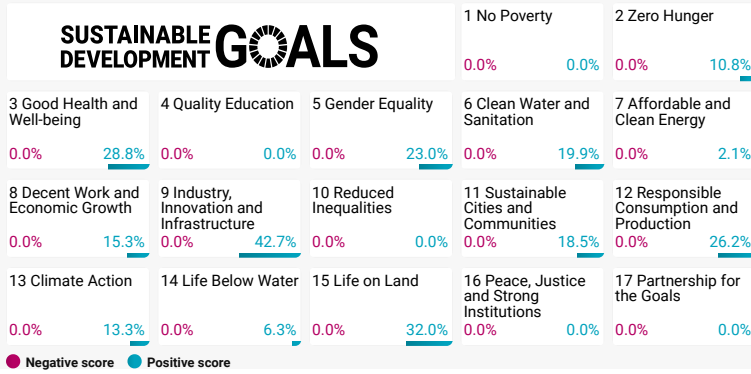 SUSTAINABLE
DEVELOPMENT
GOALS
1 No Poverty
0.0% 0.0%
2 Zero Hunger
0.0% 10.8%
3 Good Health and
Well-being
0.0% 28.8%
4 Quality Education
0.0% 0.0%
5 Gender Equality
0.0% 23.0%
6 Clean Water and
Sanitation
0.0% 19.9%
7 Affordable and
Clean Energy
0.0% 2.1%
8 Decent Work and
Economic Growth
0.0% 15.3%
9 Industry,
Innovation and
Infrastructure
0.0% 42.7%
10 Reduced
Inequalities
0.0% 0.0%
11 Sustainable
Cities and
Communities
0.0% 18.5%
12 Responsible
Consumption and
Production
0.0% 26.2%
13 Climate Action
0.0% 13.3%
14 Life Below Water
0.0% 6.3%
15 Life on Land
0.0% 32.0%
16 Peace, Justice
and Strong
Institutions
0.0% 0.0%
17 Partnership for
the Goals
0.0% 0.0%
Negative score Positive score